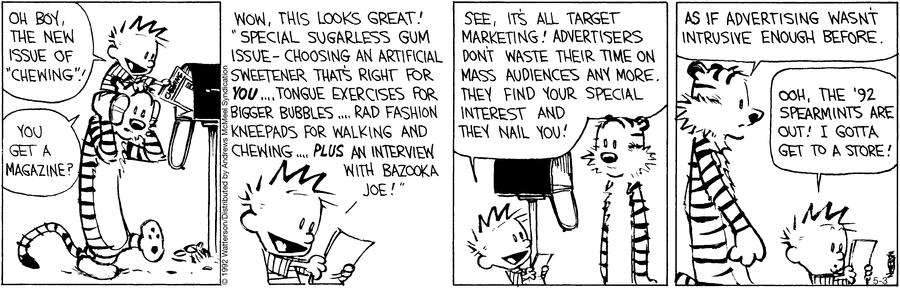 OH BOY,
THE NEW
ISSUE OF
"CHEWING"!
YOU
GET A
MAGAZINE?
CHEWING
© 1992 Watterson/Distributed by Andrews McMeel Syndication
WOW, THIS LOOKS GREAT!
"SPECIAL SUGARLESS GUM
ISSUE - CHOOSING AN ARTIFICIAL
SWEETENER THAT'S RIGHT FOR
YOU .... TONGUE EXERCISES FOR
BIGGER BUBBLES .... RAD FASHION
KNEEPADS FOR WALKING AND
CHEWING .... PLUS AN INTERVIEW
WITH BAZOOKA
JOE!"
SEE, IT'S ALL TARGET
MARKETING! ADVERTISERS
DON'T WASTE THEIR TIME ON
MASS AUDIENCES ANY MORE.
THEY FIND YOUR SPECIAL
INTEREST AND
THEY NAIL YOU!
AS IF ADVERTISING WASN'T
INTRUSIVE ENOUGH BEFORE.
OOH, THE '92
SPEARMINTS ARE
OUT! I GOTTA
GET TO A STORE!
5-3